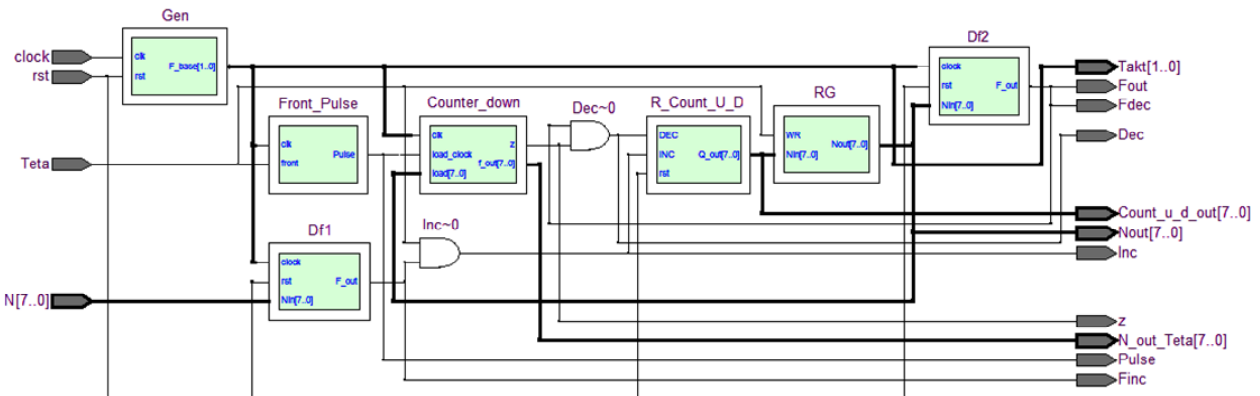 Gen
clock
rst
clk
rst
F_base[1..0]
Df2
clock
rst
Nin[7..0]
F_out
Takt[1..0]
Fout
Fdec
Dec
Front_Pulse
clk
front
Pulse
Teta
Counter_down
clk
load_clock
load[7..0]
z
f_out[7..0]
Dec~0
R_Count_U_D
DEC
INC
rst
Q_out[7..0]
RG
WR
Nin[7..0]
Nout[7..0]
Inc~0
Df1
clock
rst
Nin[7..0]
F_out
N[7..0]
Count_u_d_out[7..0]
Nout[7..0]
Inc
z
N_out_Teta[7..0]
Pulse
Finc